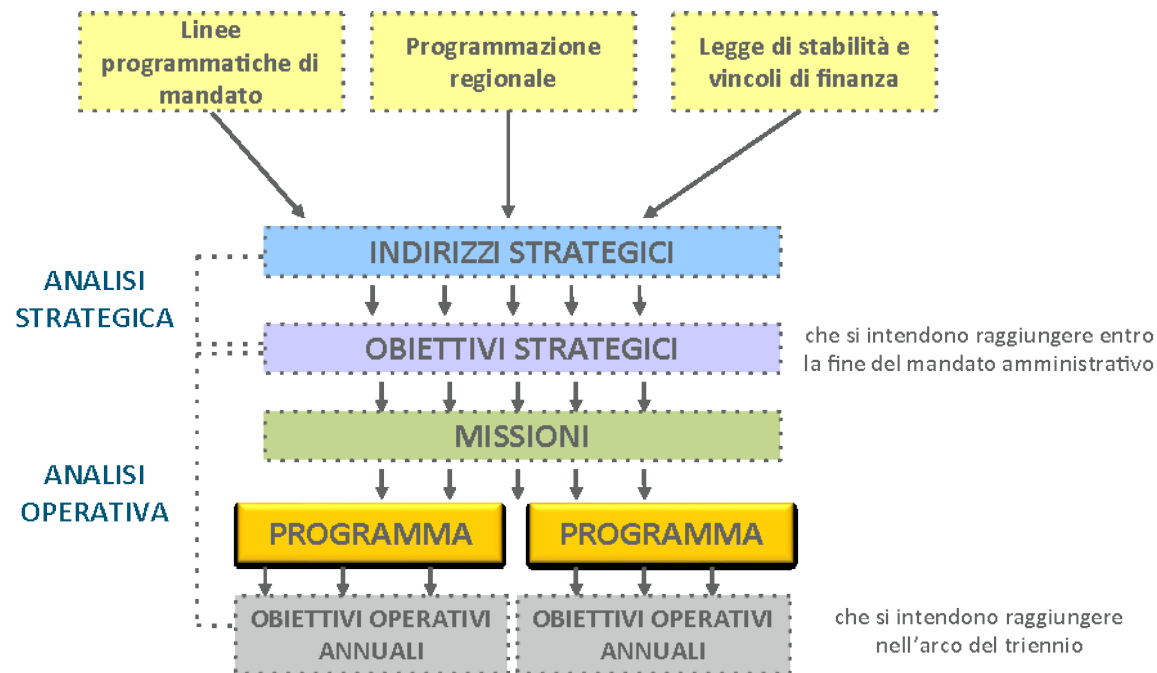 Linee
programmatiche di
mandato
Programmazione
regionale
Legge di stabilità e
vincoli di finanza
INDIRIZZI STRATEGICI
ANALISI
STRATEGICA
OBIETTIVI STRATEGICI
che si intendono raggiungere entro
la fine del mandato amministrativo
MISSIONI
ANALISI
OPERATIVA
PROGRAMMA
PROGRAMMA
OBIETTIVI OPERATIVI
ANNUALI
OBIETTIVI OPERATIVI
ANNUALI
che si intendono raggiungere
nell'arco del triennio